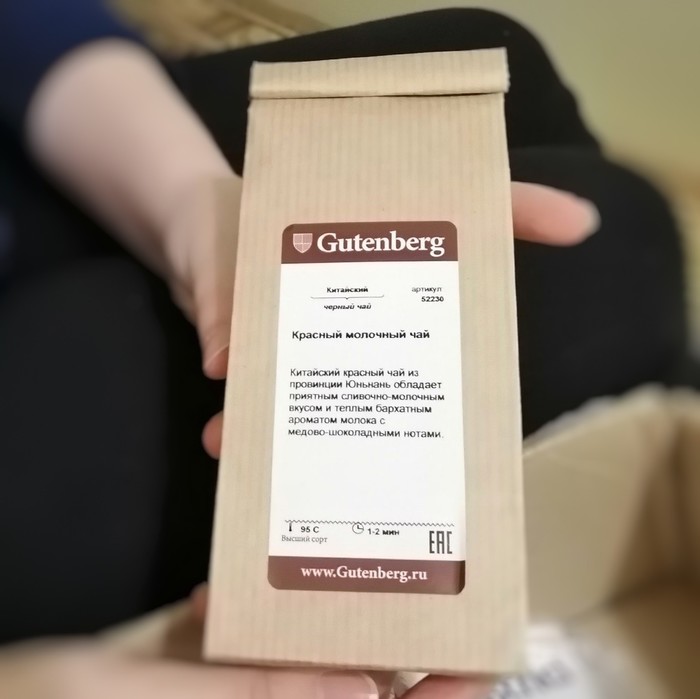 Gutenberg
Китайский
черный чай
артикул
52230
Красный молочный чай
Китайский красный чай из
провинции Юньнань обладает
приятным сливочно-молочным
вкусом и теплым бархатным
ароматом молока с
медово-шоколадными нотами.
95 C
1-2 мин
Высший сорт
EAC
www.Gutenberg.ru